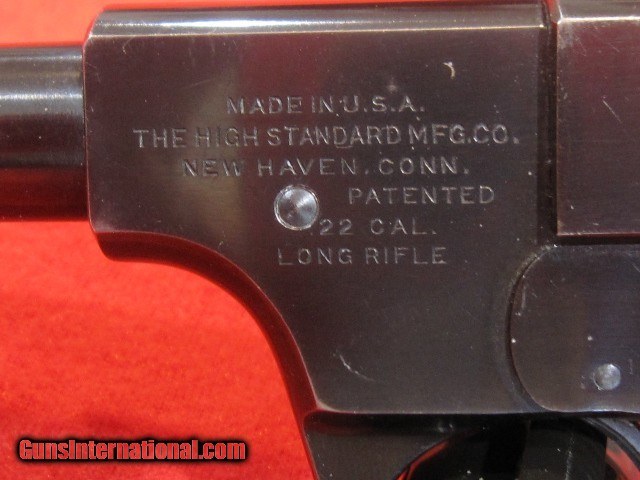 MADE IN U.S.A.
THE HIGH STANDARD MFG.CO.
NEW HAVEN. CONN.
PATENTED
.22 CAL.
LONG RIFLE
GunsInternational.com